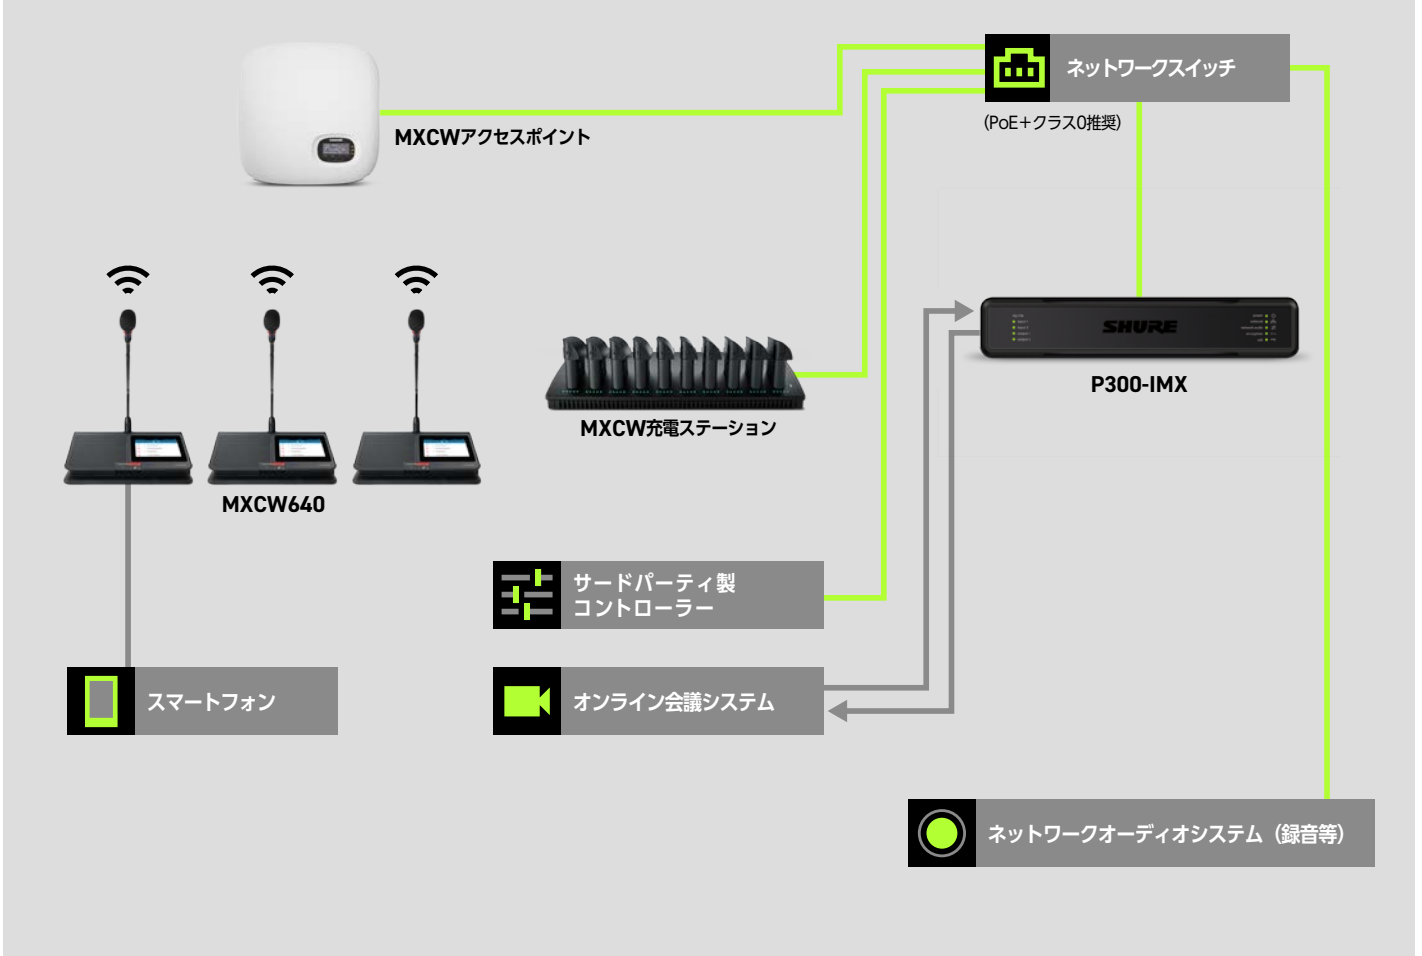 ネットワークスイッチ
(PoE＋クラス0推奨)
MXCWアクセスポイント
SHURE
P300-IMX
MXCW充電ステーション
MXCW640
サードパーティ製
コントローラー
スマートフォン
オンライン会議システム
ネットワークオーディオシステム（録音等）